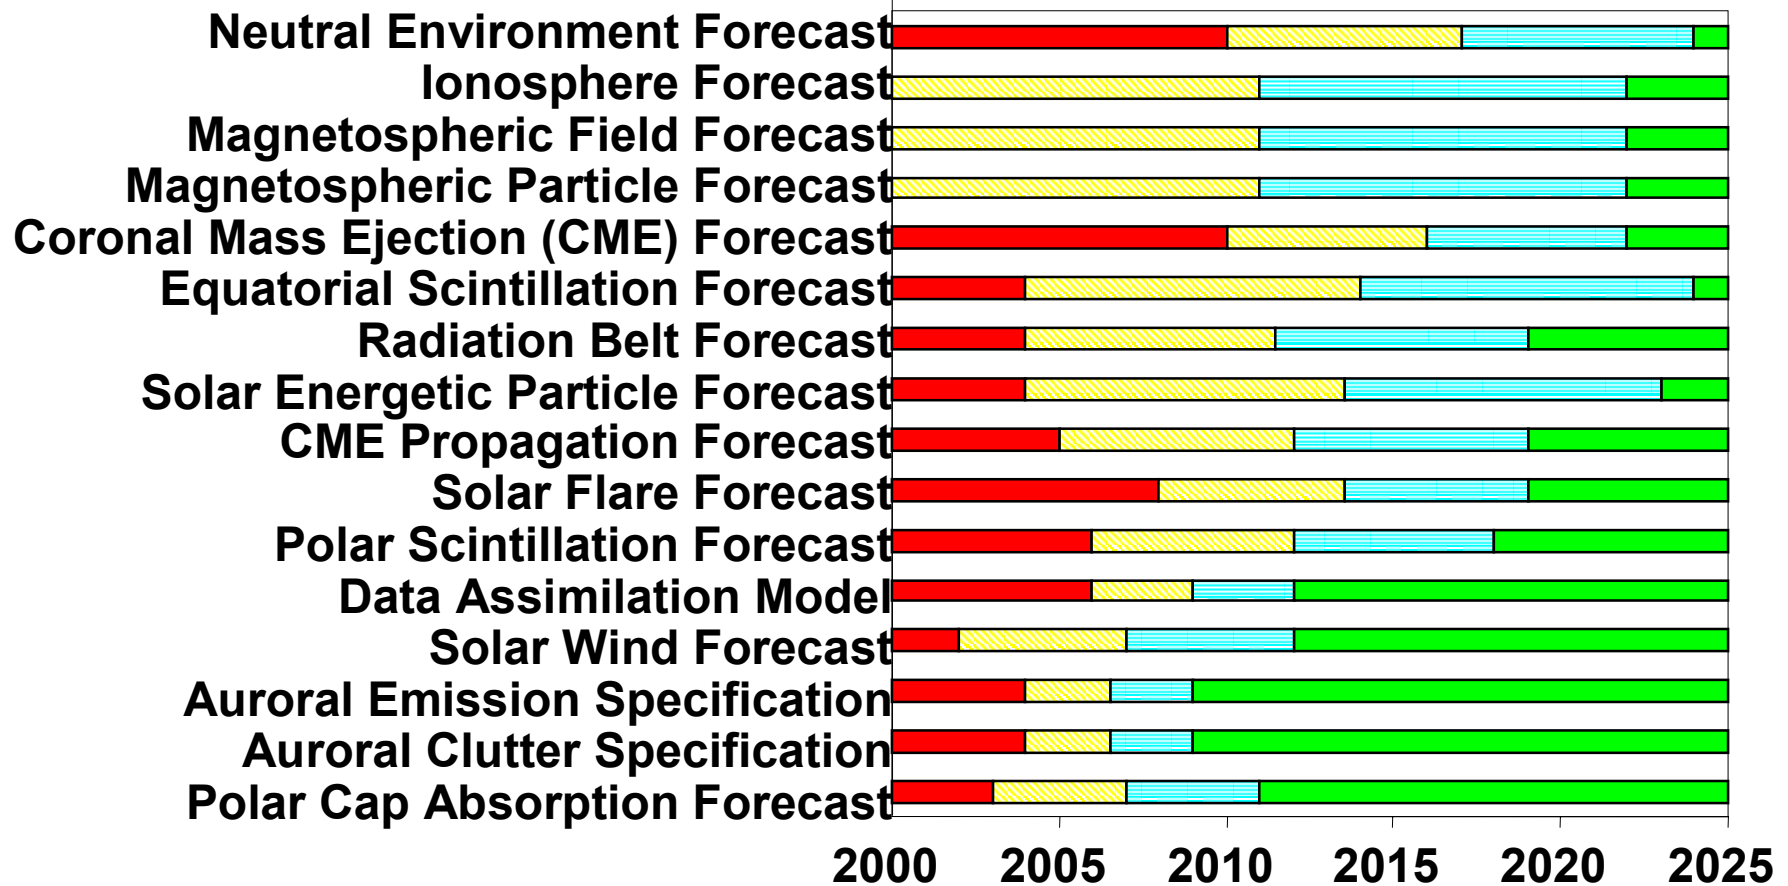 Neutral Environment Forecast
Ionosphere Forecast
Magnetospheric Field Forecast
Magnetospheric Particle Forecast
Coronal Mass Ejection (CME) Forecast
Equatorial Scintillation Forecast
Radiation Belt Forecast
Solar Energetic Particle Forecast
CME Propagation Forecast
Solar Flare Forecast
Polar Scintillation Forecast
Data Assimilation Model
Solar Wind Forecast
Auroral Emission Specification
Auroral Clutter Specification
Polar Cap Absorption Forecast
2000 2005 2010 2015 2020 2025